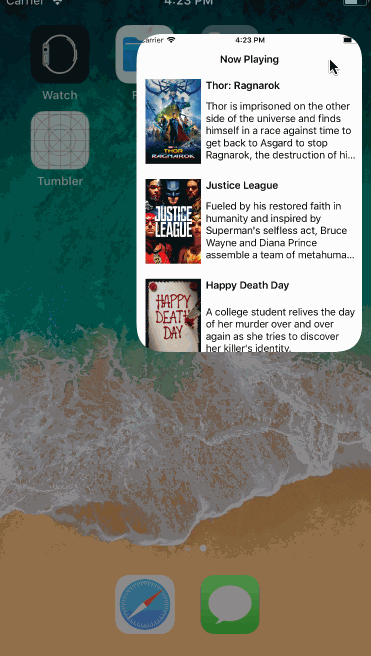 Carrier
4:23 PM
Watch
F
Tumbler
Carrier
4:23 PM
Now Playing
Thor: Ragnarok
Thor is imprisoned on the other
side of the universe and finds
himself in a race against time to
get back to Asgard to stop
Ragnarok, the destruction of hi...
THOR
RAGNAROK
Justice League
Fueled by his restored faith in
humanity and inspired by
Superman's selfless act, Bruce
Wayne and Diana Prince
assemble a team of metahuma...
JUSTICE
LEAGUE
Happy Death Day
A college student relives the day
of her murder over and over
again as she tries to discover
her killer's identity.
HAPPY
DEATH
DAY